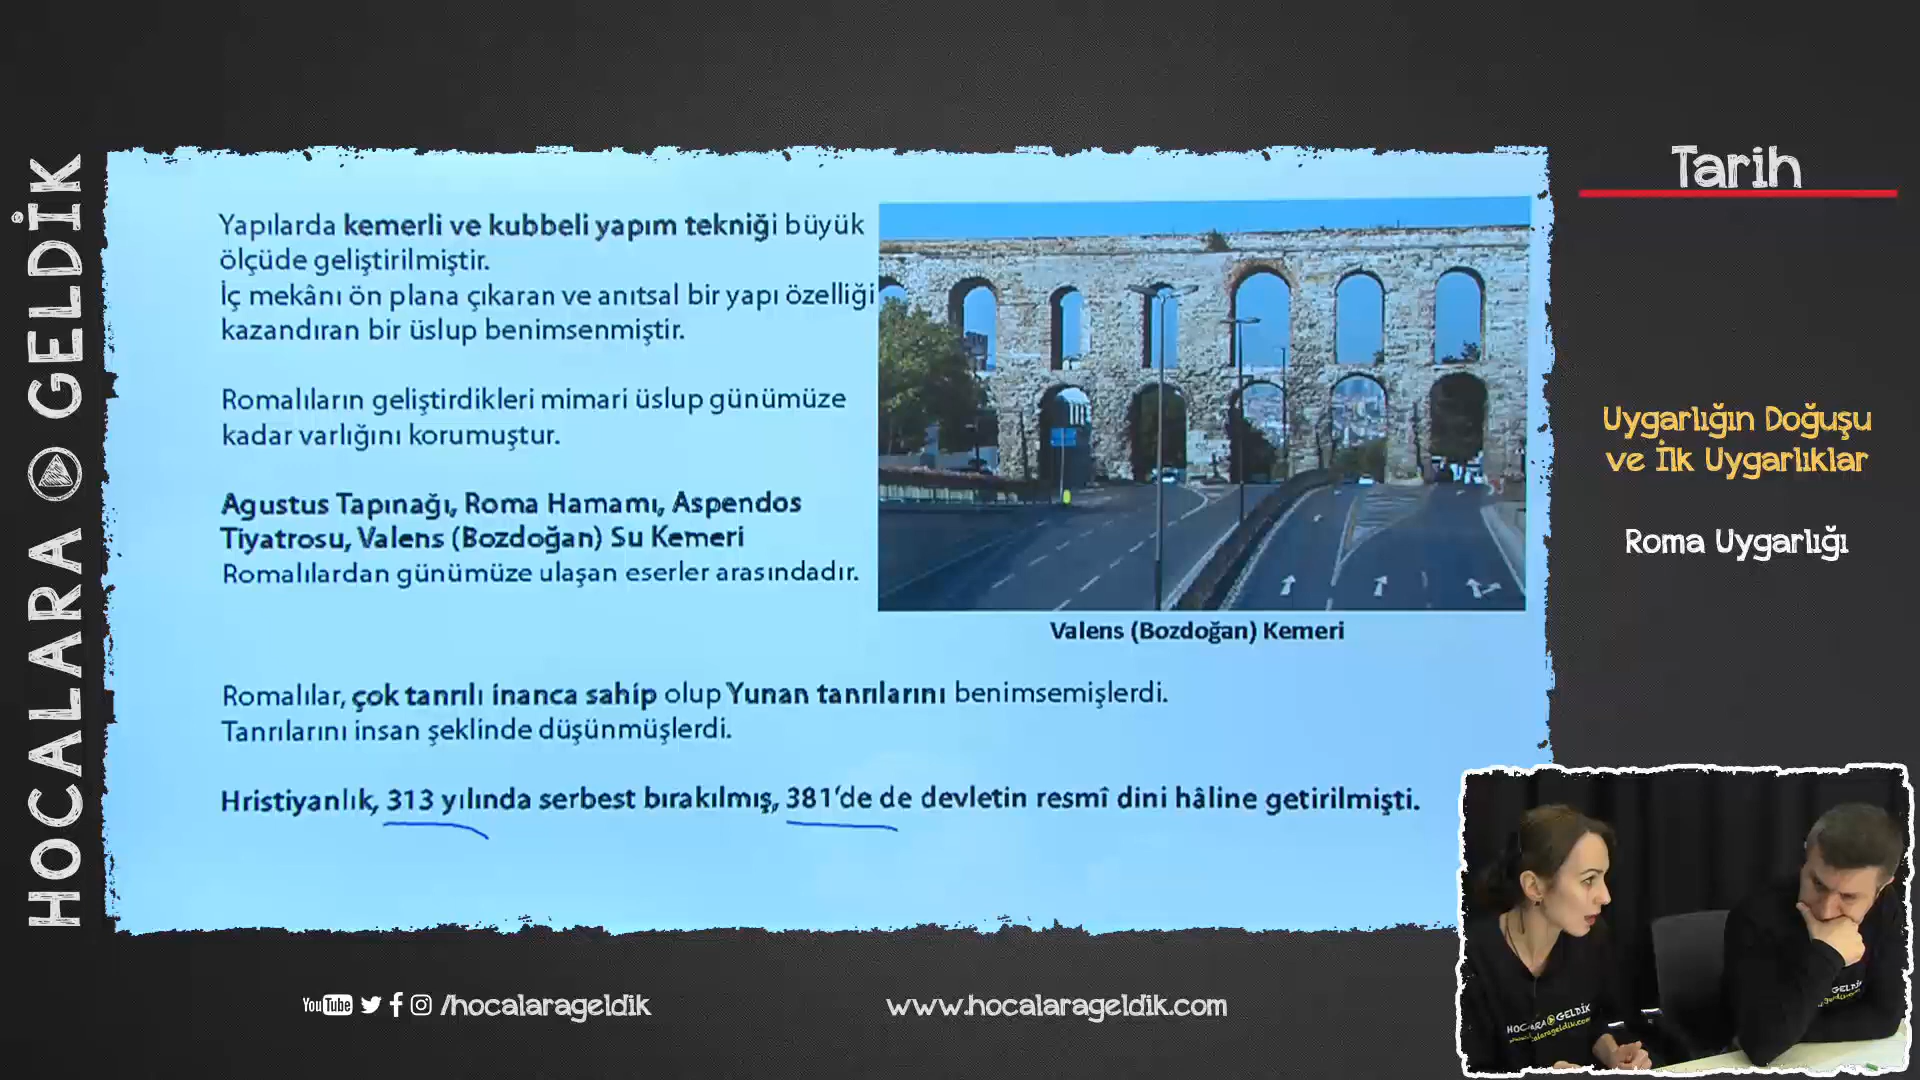 HOCALARA GELDİK
Yapılarda kemerli ve kubbeli yapım tekniği büyük
ölçüde geliştirilmiştir.
İç mekânı ön plana çıkaran ve anıtsal bir yapı özelliği
kazandıran bir üslup benimsenmiştir.
Romalıların geliştirdikleri mimari üslup günümüze
kadar varlığını korumuştur.
Agustus Tapınağı, Roma Hamamı, Aspendos
Tiyatrosu, Valens (Bozdoğan) Su Kemeri
Romalılardan günümüze ulaşan eserler arasındadır.
Valens (Bozdoğan) Kemeri
Romalılar, çok tanrılı inanca sahip olup Yunan tanrılarını benimsemişlerdi.
Tanrılarını insan şeklinde düşünmüşlerdi.
Hristiyanlık, 313 yılında serbest bırakılmış, 381'de de devletin resmî dini hâline getirilmişti.
Tarih
Uygarlığın Doğuşu
ve İlk Uygarlıklar
Roma Uygarlığı
YouTube /hocalarageldik
www.hocalarageldik.com
HOCALARA GELDİK